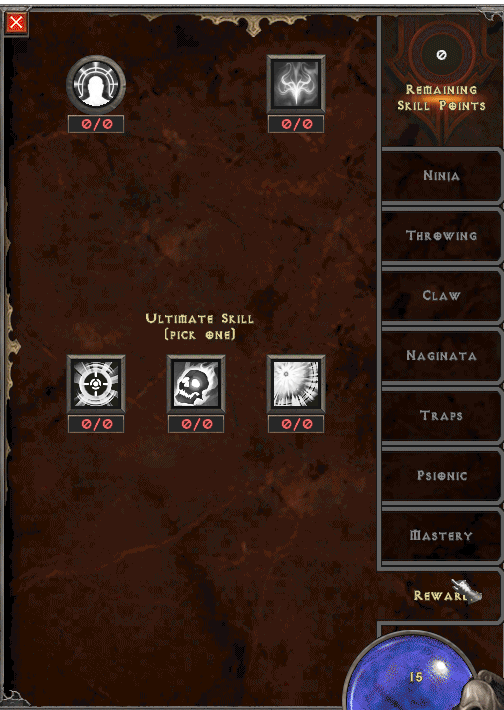 0
REMAINING
SKILL POINTS
0/0
0/0
NINJA
THROWING
CLAW
ULTIMATE SKILL
(PICK ONE)
NAGINATA
0/0
0/0
0/0
TRAPS
PSIONIC
MASTERY
15